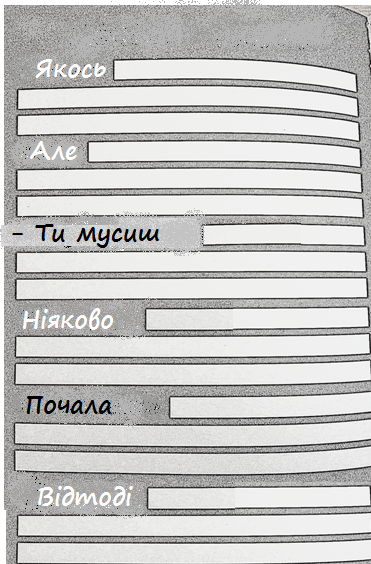 Якось
Але
- Ти мусиш
Ніяково
Почала
Відтоді